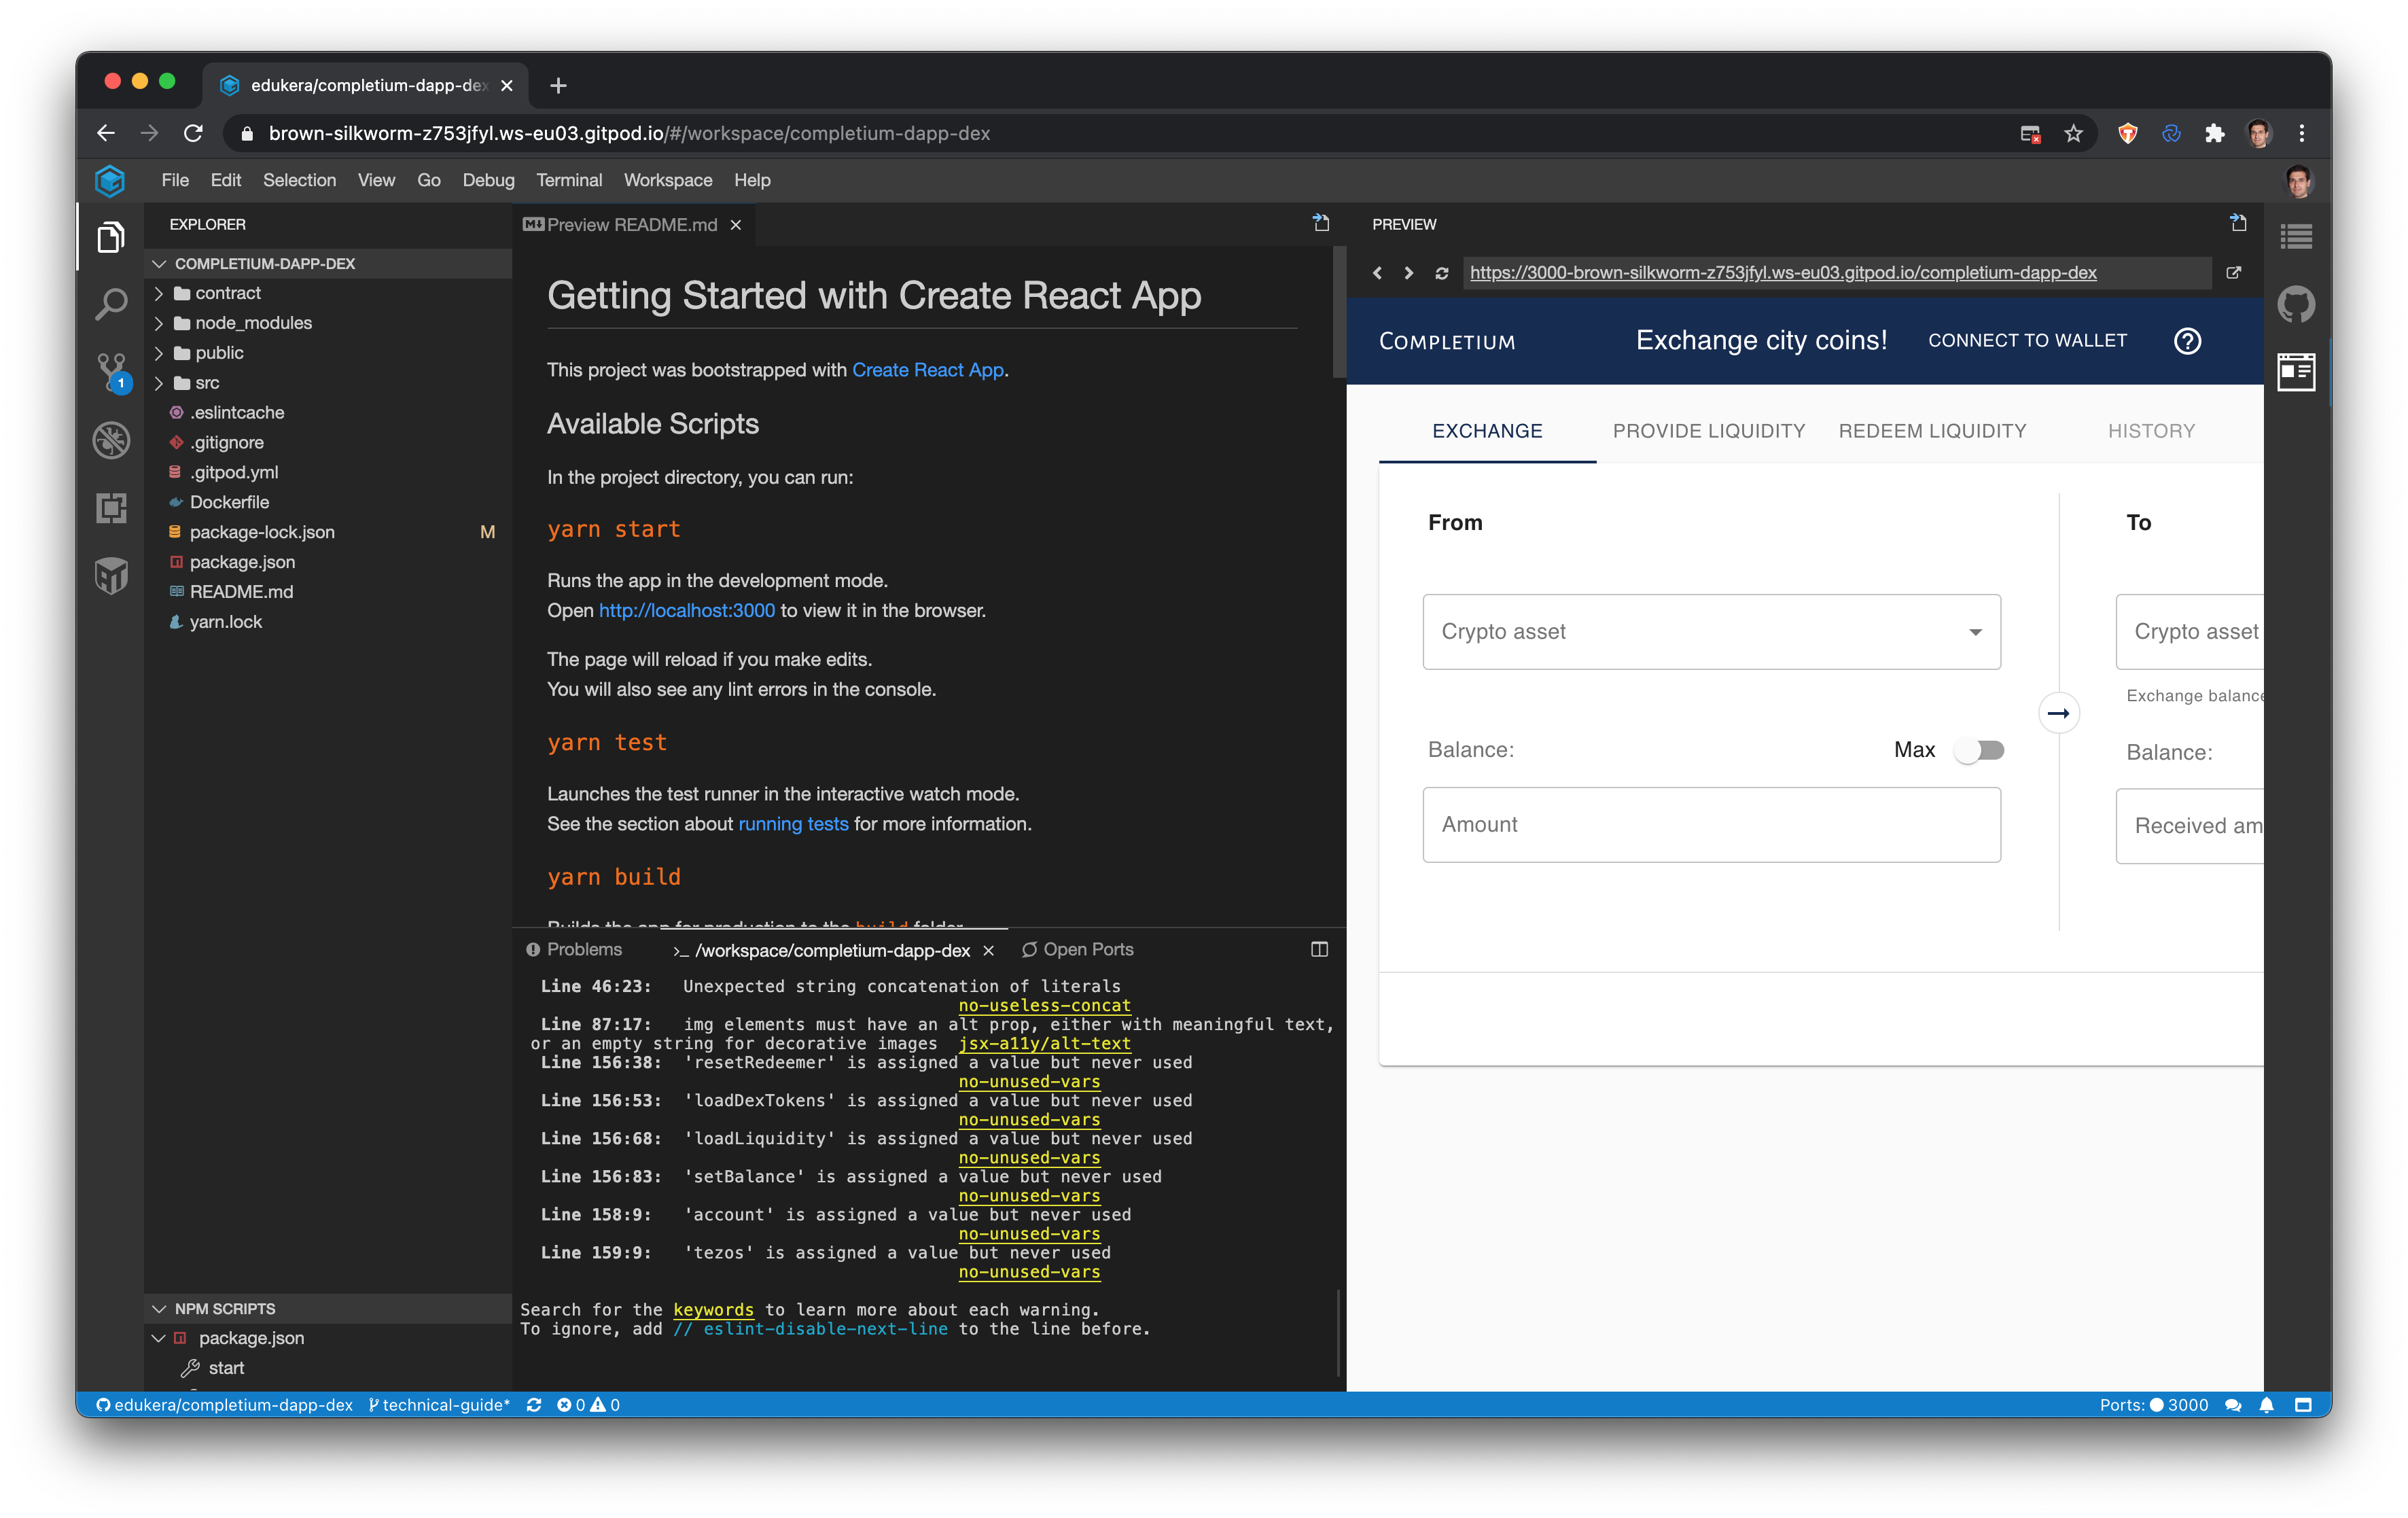 edukera/completium-dapp-dex
brown-silkworm-z753jfyl.ws-eu03.gitpod.io/#/workspace/completium-dapp-dex
File Edit Selection View Go Debug Terminal Workspace Help
EXPLORER
COMPLETIUM-DAPP-DEX
contract
node_modules
public
src
.eslintcache
.gitignore
.gitpod.yml
Dockerfile
package-lock.json M
package.json
README.md
yarn.lock
1
NPM SCRIPTS
package.json
start
Preview README.md
Getting Started with Create React App
This project was bootstrapped with Create React App.
Available Scripts
In the project directory, you can run:
yarn start
Runs the app in the development mode.
Open http://localhost:3000 to view it in the browser.
The page will reload if you make edits.
You will also see any lint errors in the console.
yarn test
Launches the test runner in the interactive watch mode.
See the section about running tests for more information.
yarn build
Builds the app for production to the build folder.
Problems >_ /workspace/completium-dapp-dex Open Ports
Line 46:23: Unexpected string concatenation of literals
no-useless-concat
Line 87:17: img elements must have an alt prop, either with meaningful text,
or an empty string for decorative images jsx-a11y/alt-text
Line 156:38: 'resetRedeemer' is assigned a value but never used
no-unused-vars
Line 156:53: 'loadDexTokens' is assigned a value but never used
no-unused-vars
Line 156:68: 'loadLiquidity' is assigned a value but never used
no-unused-vars
Line 156:83: 'setBalance' is assigned a value but never used
no-unused-vars
Line 158:9: 'account' is assigned a value but never used
no-unused-vars
Line 159:9: 'tezos' is assigned a value but never used
no-unused-vars
Search for the keywords to learn more about each warning.
To ignore, add // eslint-disable-next-line to the line before.
PREVIEW
https://3000-brown-silkworm-z753jfyl.ws-eu03.gitpod.io/completium-dapp-dex
COMPLETIUM Exchange city coins! CONNECT TO WALLET ?
EXCHANGE PROVIDE LIQUIDITY REDEEM LIQUIDITY HISTORY
From To
Crypto asset Crypto asset
Exchange balance
Balance: Max Balance:
Amount Received am
edukera/completium-dapp-dex technical-guide* 0 0 Ports: 3000